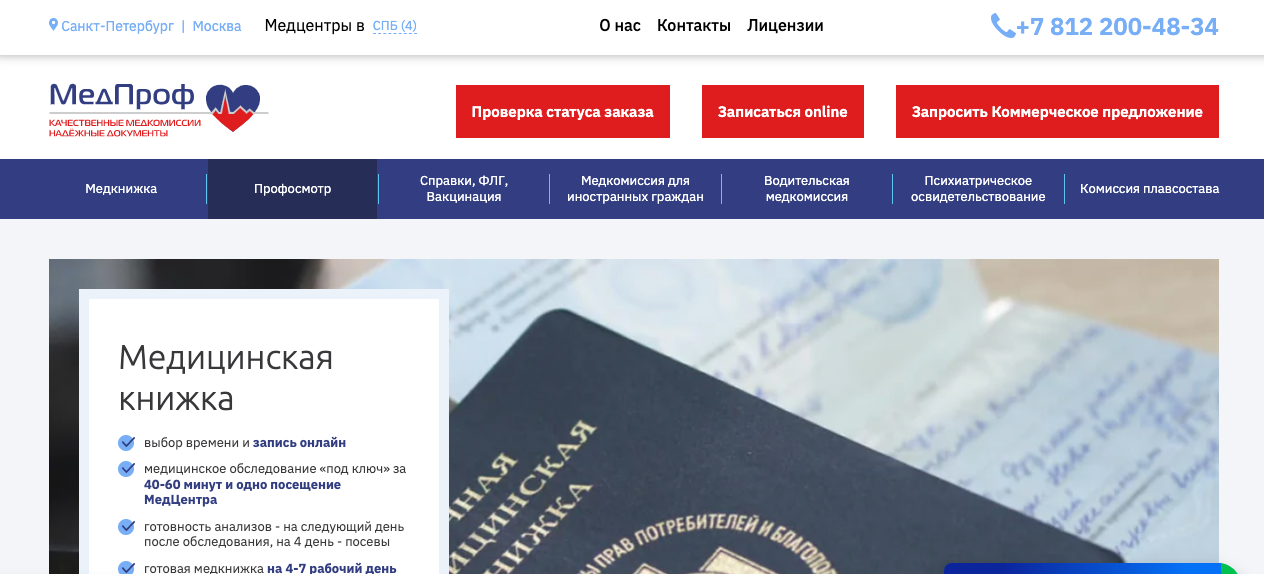 Санкт-Петербург | Москва
Медцентры в СПБ (4)
О нас Контакты Лицензии
+7 812 200-48-34
МедПроф
КАЧЕСТВЕННЫЕ МЕДКОМИССИИ
НАДЁЖНЫЕ ДОКУМЕНТЫ
Проверка статуса заказа
Записаться online
Запросить Коммерческое предложение
Медкнижка
Профосмотр
Справки, ФЛГ,
Вакцинация
Медкомиссия для
иностранных граждан
Водительская
медкомиссия
Психиатрическое
освидетельствование
Комиссия плавсостава
Медицинская
книжка
выбор времени и запись онлайн
медицинское обследование «под ключ» за
40-60 минут и одно посещение
МедЦентра
готовность анализов - на следующий день
после обследования, на 4 день - посевы
готовая медкнижка на 4-7 рабочий день
НАЯ
ИЦИНСКАЯ
НИЖКА
Ы ПРАВ ПОТРЕБИТЕЛЕЙ И БЛАГОПОЛ